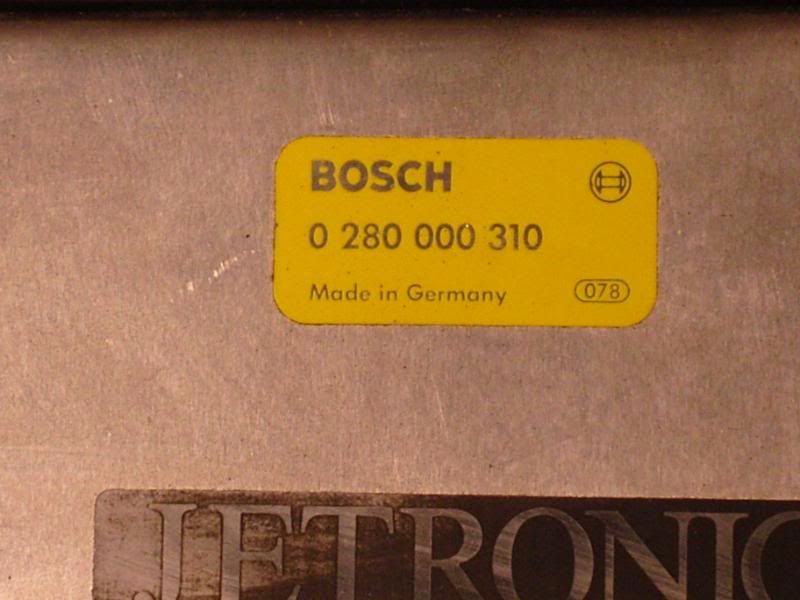 BOSCH
0 280 000 310
Made in Germany 078
JETRONIC